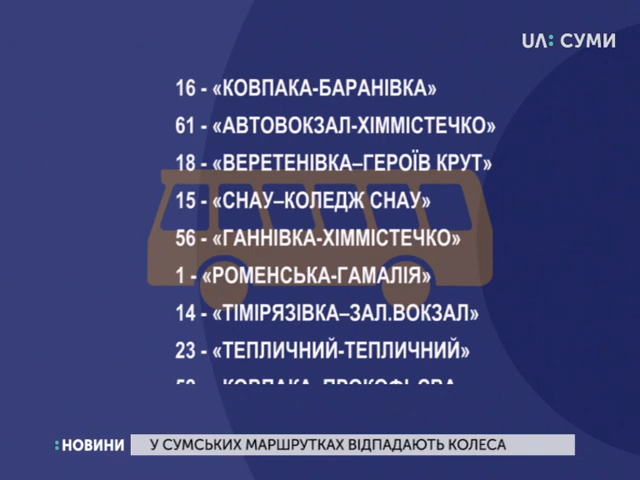 UA: СУМИ
16 - «КОВПАКА-БАРАНІВКА»
61 - «АВТОВОКЗАЛ-ХІММІСТЕЧКО»
18 - «ВЕРЕТЕНІВКА–ГЕРОЇВ КРУТ»
15 - «СНАУ–КОЛЕДЖ СНАУ»
56 - «ГАННІВКА-ХІММІСТЕЧКО»
1 - «РОМЕНСЬКА-ГАМАЛІЯ»
14 - «ТІМІРЯЗІВКА–ЗАЛ.ВОКЗАЛ»
23 - «ТЕПЛИЧНИЙ-ТЕПЛИЧНИЙ»
:НОВИНИ У СУМСЬКИХ МАРШРУТКАХ ВІДПАДАЮТЬ КОЛЕСА